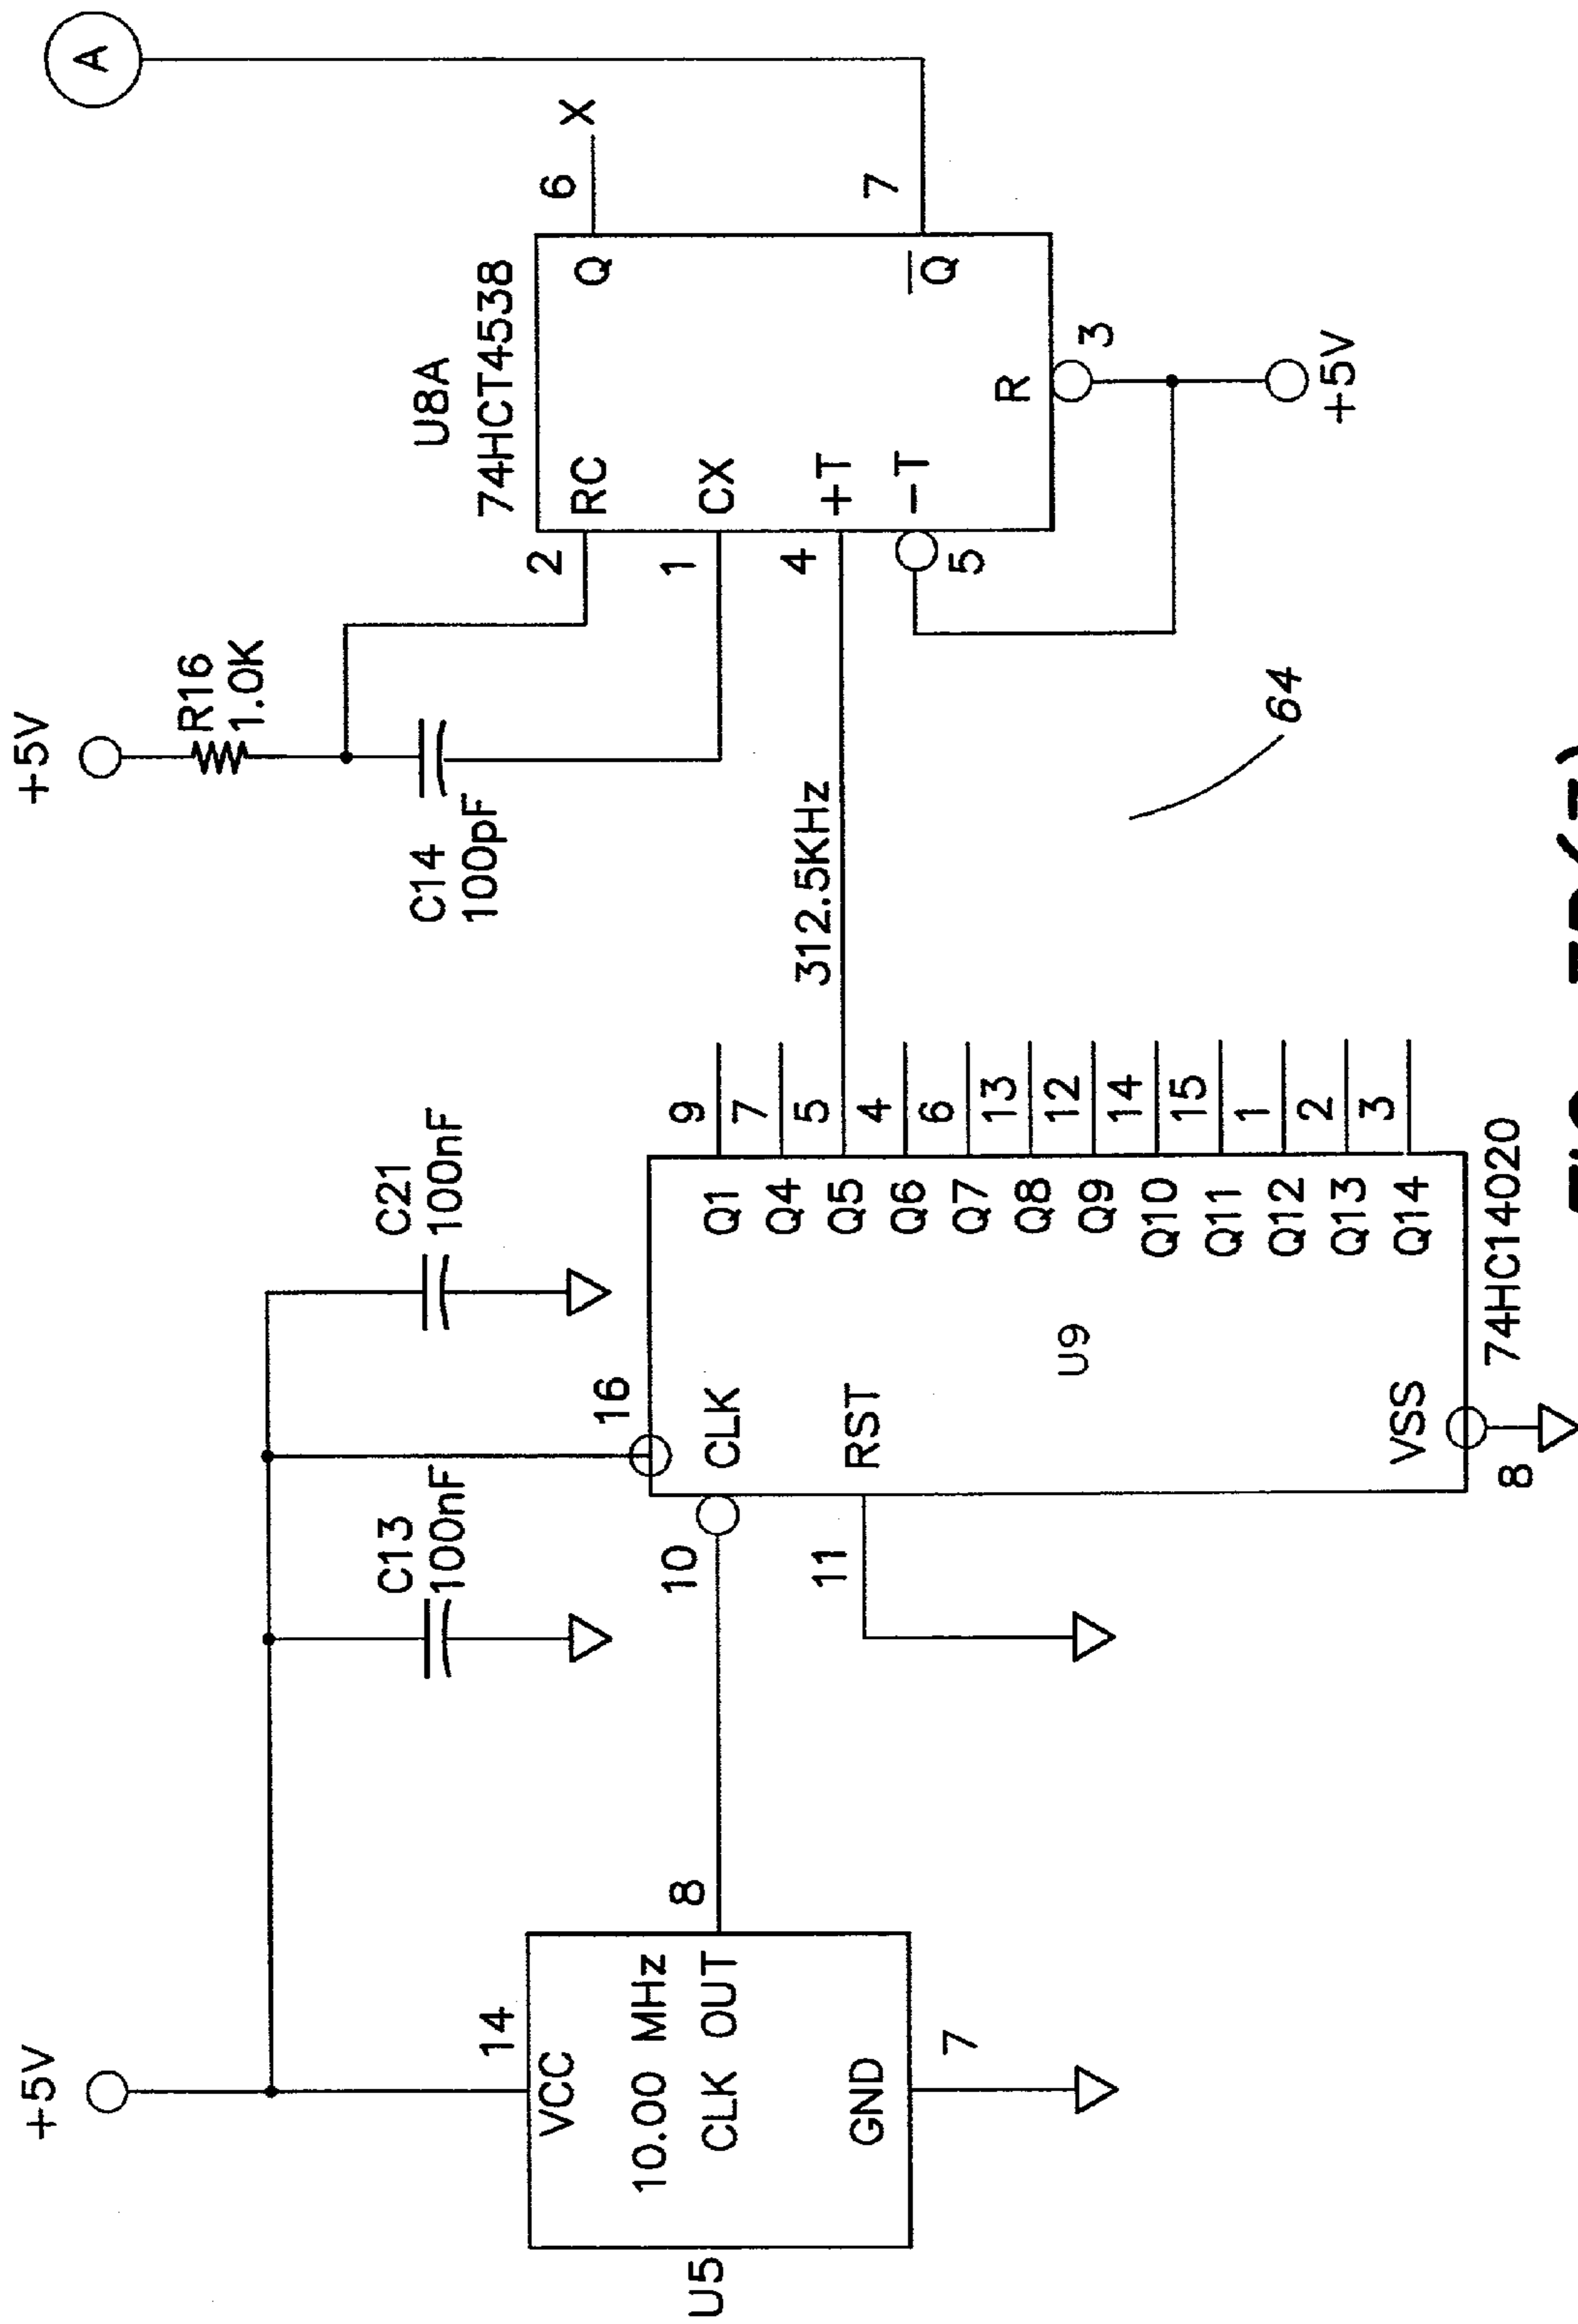 +5V
U5
VCC
14
10.00 MHz
CLK OUT
8
GND
7
C13
100nF
C21
100nF
16
10
CLK
11
RST
U9
VSS
8
74HC14020
Q1
9
Q4
7
Q5
5
Q6
4
Q7
6
Q8
13
Q9
12
Q10
14
Q11
15
Q12
1
Q13
2
Q14
3
312.5KHz
+5V
R16
1.0K
C14
100pF
U8A
74HCT4538
2
RC
1
CX
4
+T
5
–T
R
3
+5V
Q
6
X
Q̅
7
A
64